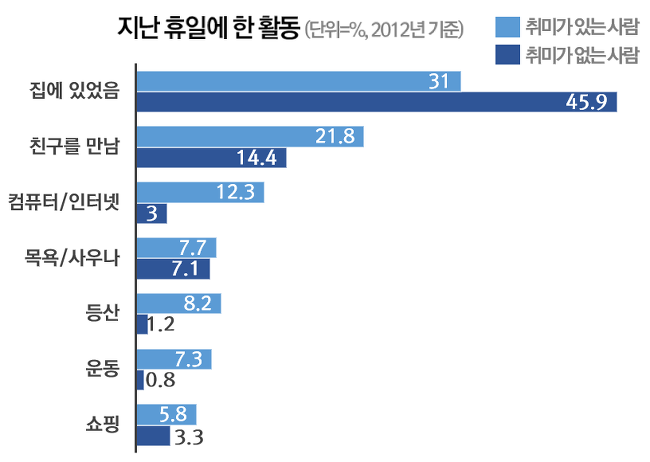 지난 휴일에 한 활동 (단위=%, 2012년 기준)
취미가 있는 사람
취미가 없는 사람
집에 있었음
31
45.9
친구를 만남
21.8
14.4
컴퓨터/인터넷
12.3
3
목욕/사우나
7.7
7.1
등산
8.2
1.2
운동
7.3
0.8
쇼핑
5.8
3.3